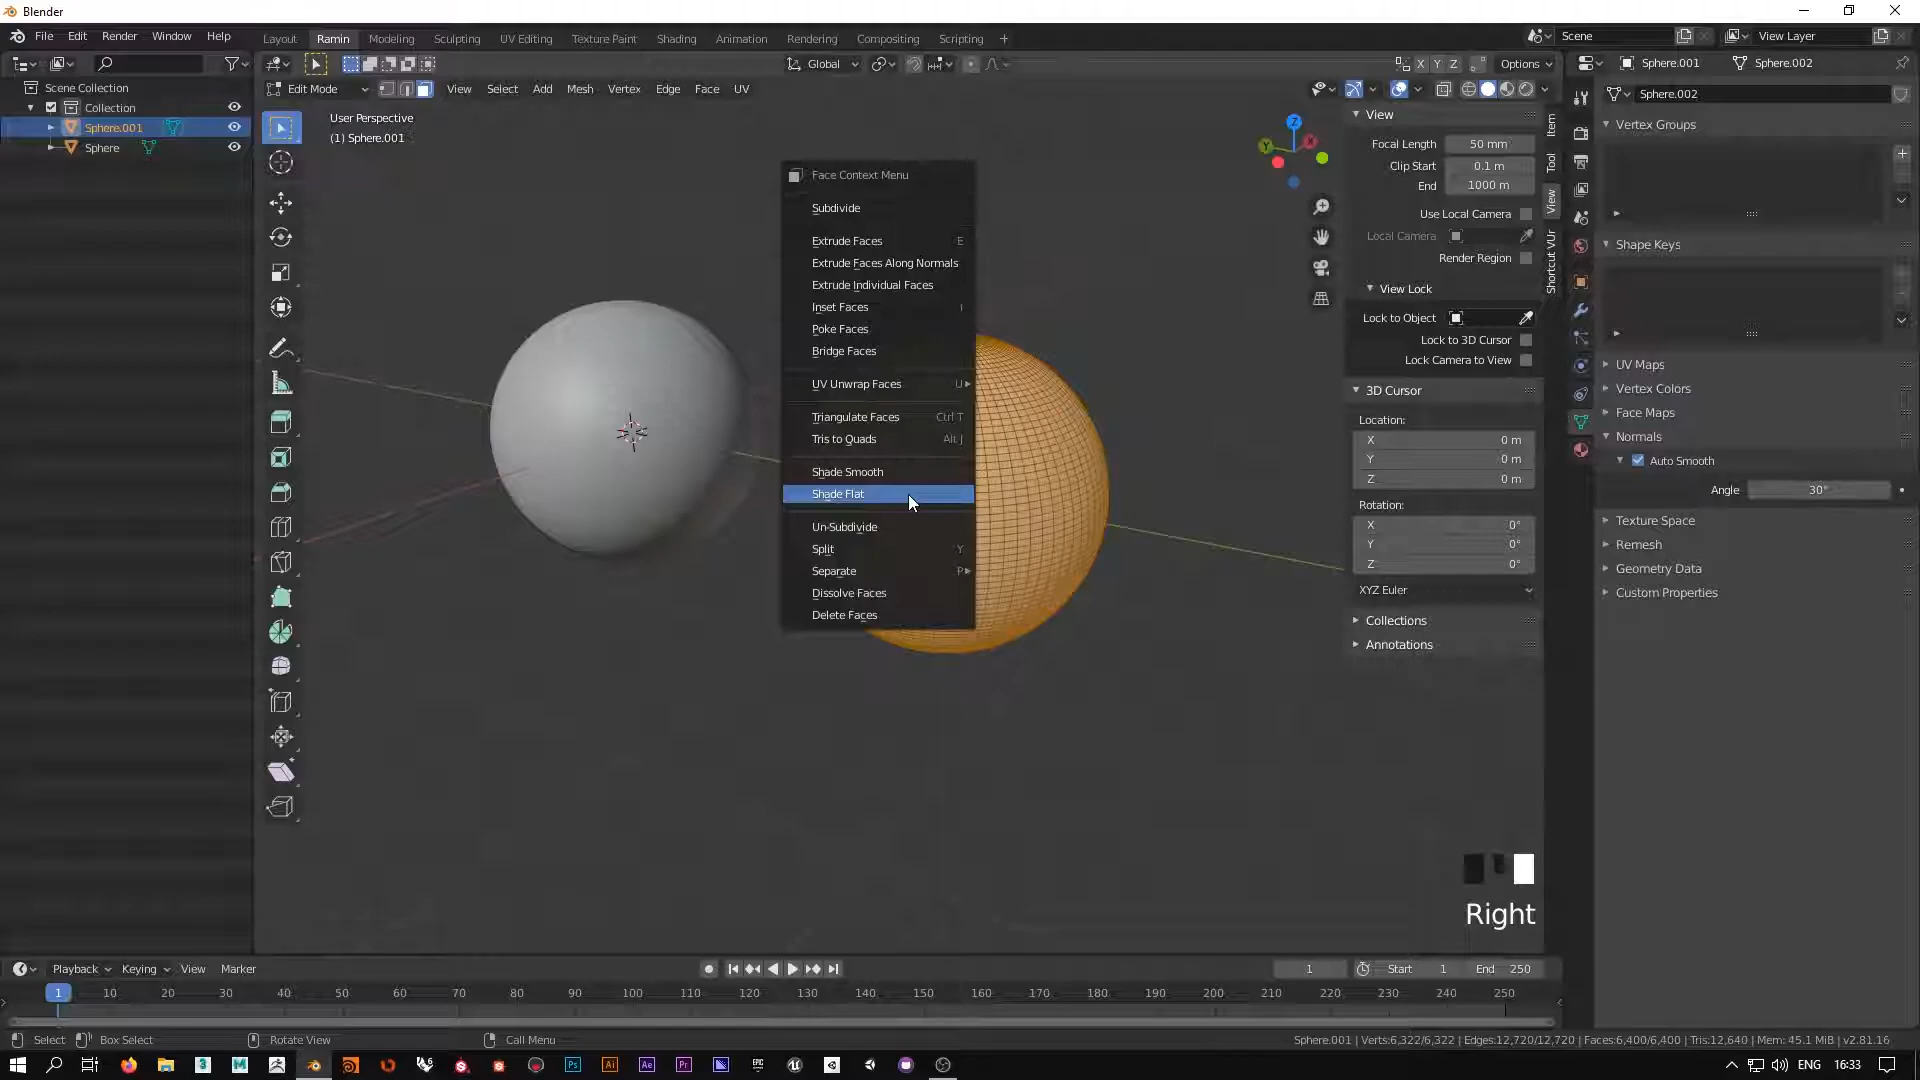 Blender
File Edit Render Window Help
Layout Ramin Modeling Sculpting UV Editing Texture Paint Shading Animation Rendering Compositing Scripting +
Scene
View Layer
Global
X Y Z
Options
Sphere.001
Sphere.002
Scene Collection
Collection
Sphere.001
Sphere
Edit Mode
View Select Add Mesh Vertex Edge Face UV
User Perspective
(1) Sphere.001
Z
Y
X
Face Context Menu
Subdivide
Extrude Faces E
Extrude Faces Along Normals
Extrude Individual Faces
Inset Faces I
Poke Faces
Bridge Faces
UV Unwrap Faces U
Triangulate Faces Ctrl T
Tris to Quads Alt J
Shade Smooth
Shade Flat
Un-Subdivide
Split Y
Separate P
Dissolve Faces
Delete Faces
View
Focal Length 50 mm
Clip Start 0.1 m
End 1000 m
Use Local Camera
Local Camera
Render Region
View Lock
Lock to Object
Lock to 3D Cursor
Lock Camera to View
3D Cursor
Location:
X 0 m
Y 0 m
Z 0 m
Rotation:
X 0°
Y 0°
Z 0°
XYZ Euler
Collections
Annotations
Item
Tool
View
Shortcut VUr
Sphere.002
Vertex Groups
Shape Keys
UV Maps
Vertex Colors
Face Maps
Normals
Auto Smooth
Angle 30°
Texture Space
Remesh
Geometry Data
Custom Properties
Right
Playback Keying View Marker
1
Start 1
End 250
1 10 20 30 40 50 60 70 80 90 100 110 120 130 140 150 160 170 180 190 200 210 220 230 240 250
Select Box Select Rotate View Call Menu
Sphere.001 | Verts:6,322/6,322 | Edges:12,720/12,720 | Faces:6,400/6,400 | Tris:12,640 | Mem: 45.1 MiB | v2.81.16
3 M Ps Ai Ae Pr EPIC
ENG 16:33